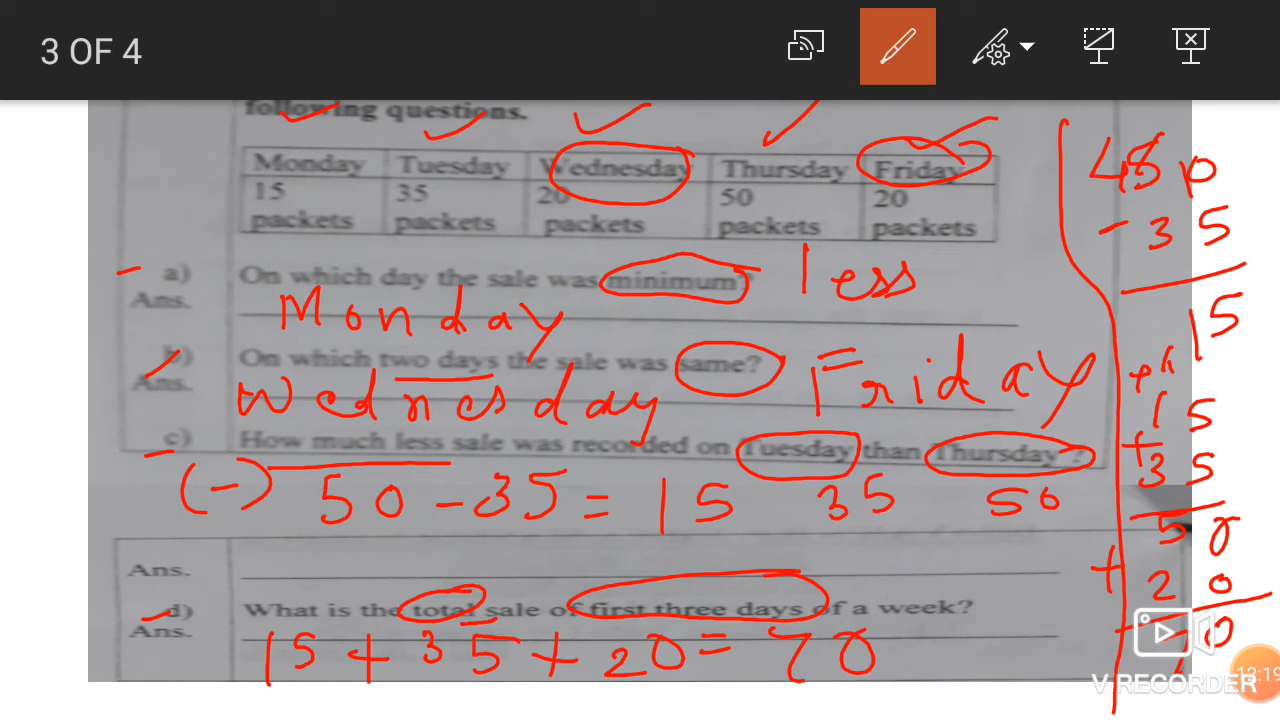 3 OF 4
following questions.
Monday Tuesday Wednesday Thursday Friday
15 35 20 50 20
packets packets packets packets packets
a) On which day the sale was minimum? less
Ans. Monday
b) On which two days the sale was same? Friday
Ans. Wednesday
c) How much less sale was recorded on Tuesday than Thursday?
(-) 50 - 35 = 15 35 50
Ans.
d) What is the total sale of first three days of a week?
Ans. 15 + 35 + 20 = 70
- 35
15
15
+ 35
50
+ 20
V RECORDER
12:19